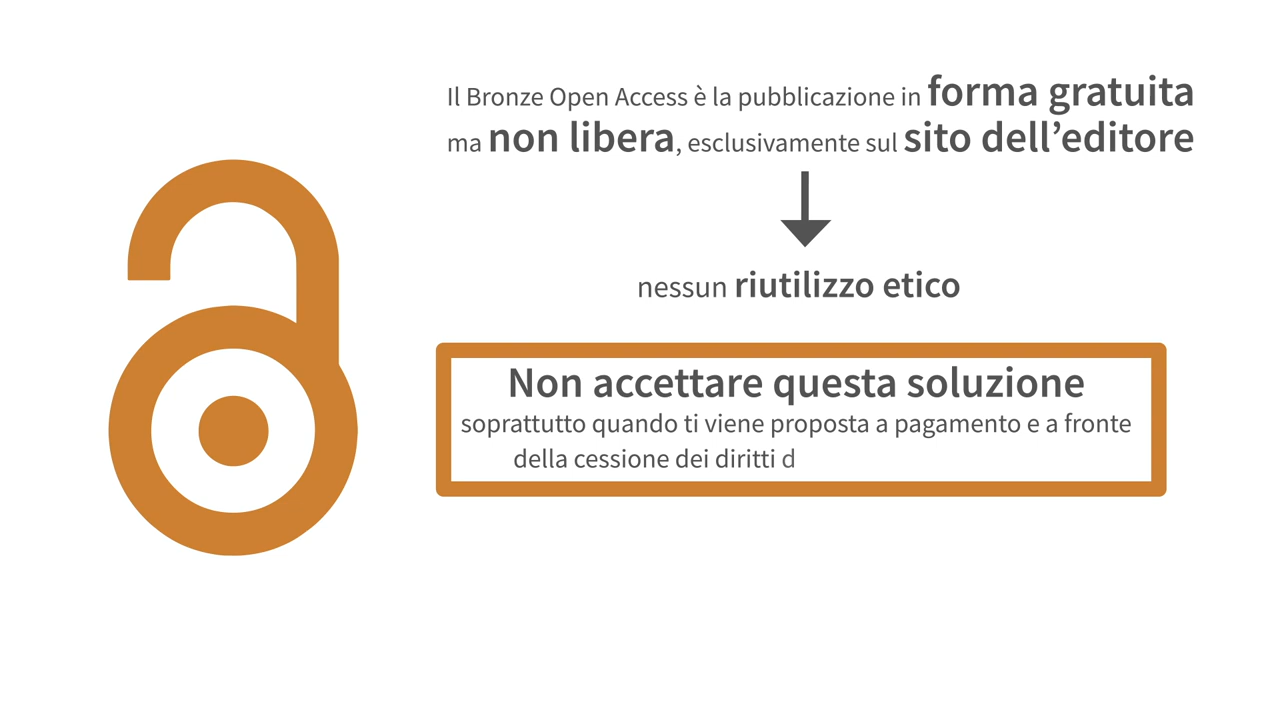 Il Bronze Open Access è la pubblicazione in forma gratuita
ma non libera, esclusivamente sul sito dell’editore
nessun riutilizzo etico
Non accettare questa soluzione
soprattutto quando ti viene proposta a pagamento e a fronte
della cessione dei diritti d